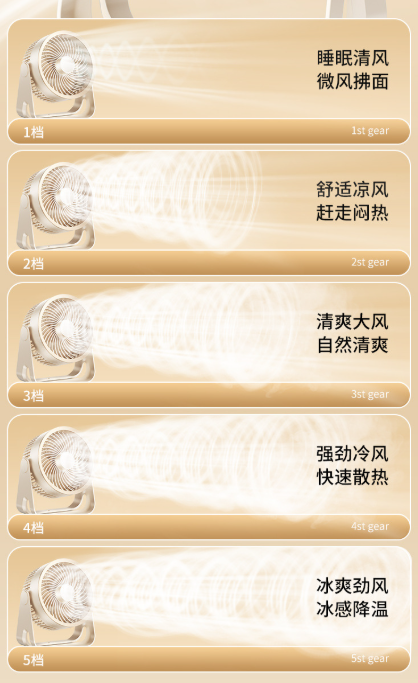 睡眠清风
微风拂面
1档
1st gear
舒适凉风
赶走闷热
2档
2st gear
清爽大风
自然清爽
3档
3st gear
强劲冷风
快速散热
4档
4st gear
冰爽劲风
冰感降温
5档
5st gear